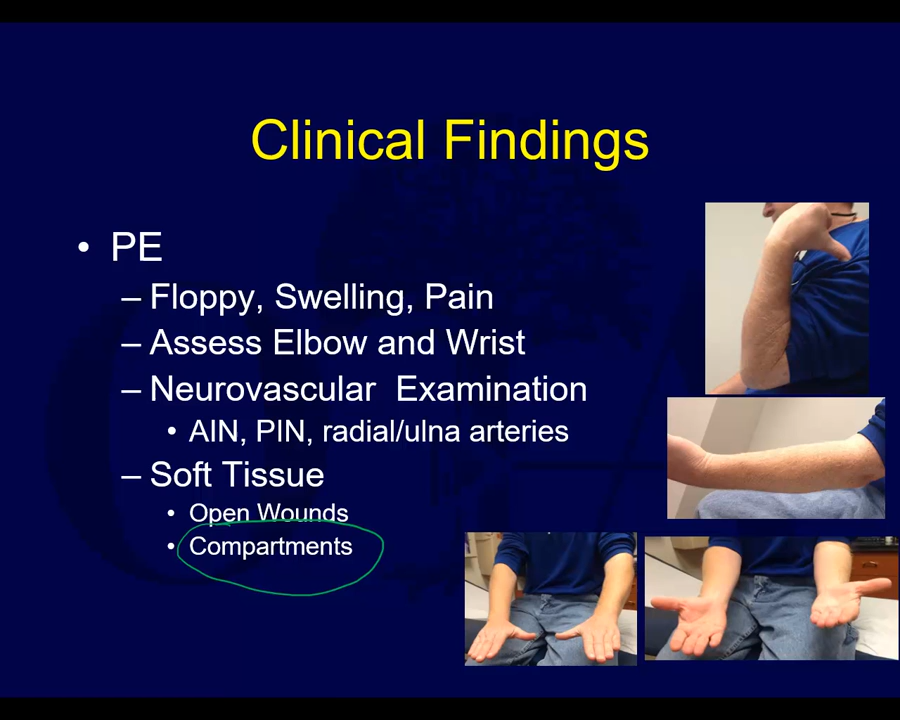 Clinical Findings
• PE
– Floppy, Swelling, Pain
– Assess Elbow and Wrist
– Neurovascular Examination
• AIN, PIN, radial/ulna arteries
– Soft Tissue
• Open Wounds
• Compartments